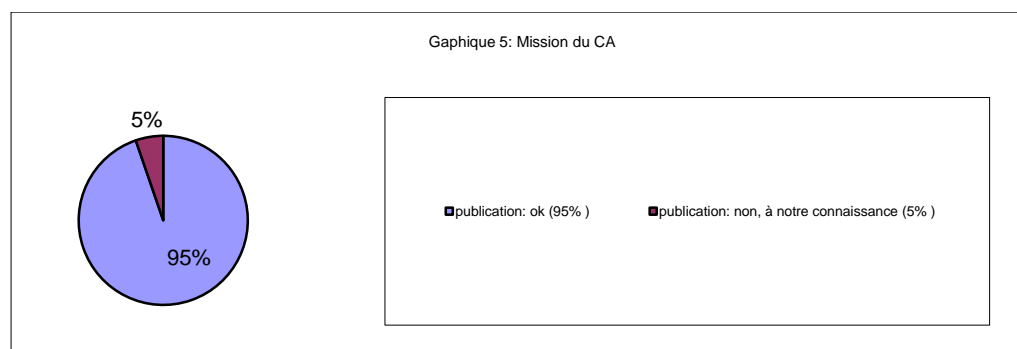 Gaphique 5: Mission du CA
5%
95%
publication: ok (95% )
publication: non, à notre connaissance (5% )